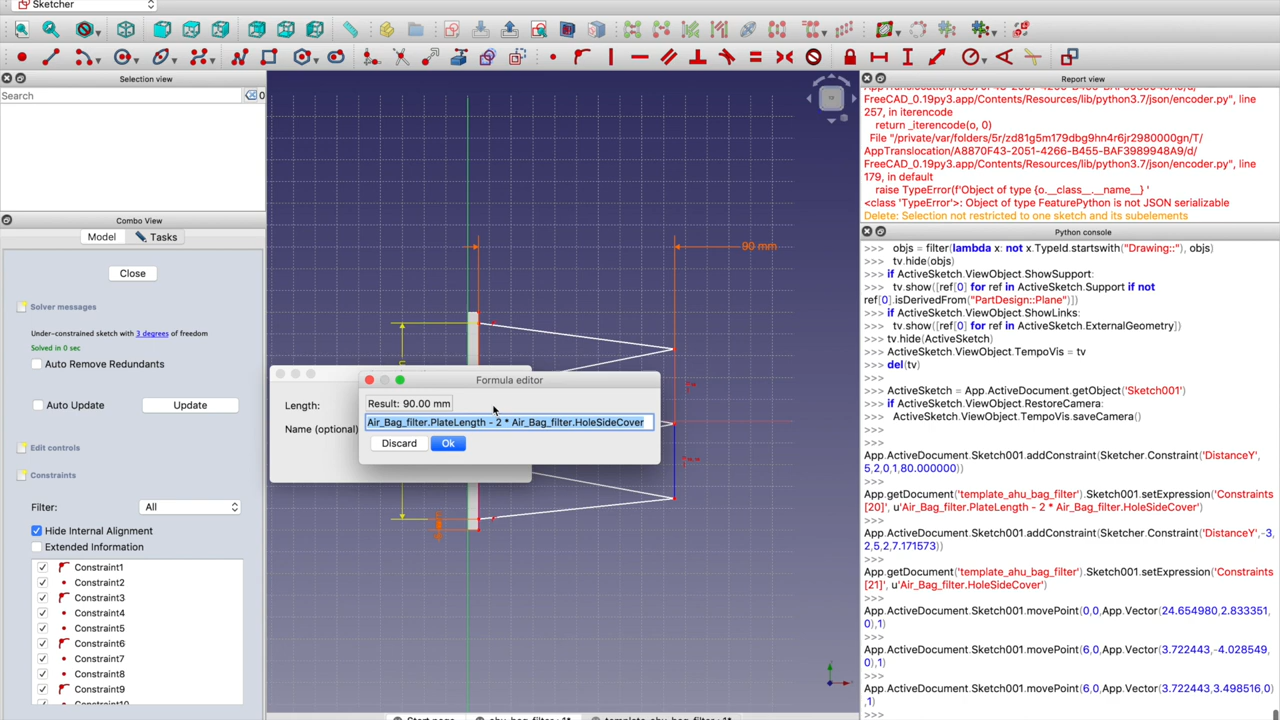 Sketcher
Selection view
Search
0
Combo View
Model
Tasks
Close
Solver messages
Under-constrained sketch with 3 degrees of freedom
Solved in 0 sec
Auto Remove Redundants
Auto Update
Update
Edit controls
Constraints
Filter:
All
Hide Internal Alignment
Extended Information
Constraint1
Constraint2
Constraint3
Constraint4
Constraint5
Constraint6
Constraint7
Constraint8
Constraint9
90 mm
Length:
Name (optional)
Formula editor
Result: 90.00 mm
Air_Bag_filter.PlateLength - 2 * Air_Bag_filter.HoleSideCover
Discard
Ok
Report view
FreeCAD_0.19py3.app/Contents/Resources/lib/python3.7/json/encoder.py", line
257, in iterencode
return _iterencode(o, 0)
File "/private/var/folders/5r/zd81g5m179dbg9hn4r6jr2980000gn/T/
AppTranslocation/A8870F43-2051-4266-B455-BAF3989948A9/d/
FreeCAD_0.19py3.app/Contents/Resources/lib/python3.7/json/encoder.py", line
179, in default
raise TypeError(f'Object of type {o.__class__.__name__} '
<class 'TypeError'>: Object of type FeaturePython is not JSON serializable
Delete: Selection not restricted to one sketch and its subelements
Python console
>>> objs = filter(lambda x: not x.TypeId.startswith("Drawing::"), objs)
>>> tv.hide(objs)
>>> if ActiveSketch.ViewObject.ShowSupport:
>>> tv.show([ref[0] for ref in ActiveSketch.Support if not
ref[0].isDerivedFrom("PartDesign::Plane")])
>>> if ActiveSketch.ViewObject.ShowLinks:
>>> tv.show([ref[0] for ref in ActiveSketch.ExternalGeometry])
>>> tv.hide(ActiveSketch)
>>> ActiveSketch.ViewObject.TempoVis = tv
>>> del(tv)
>>>
>>> ActiveSketch = App.ActiveDocument.getObject('Sketch001')
>>> if ActiveSketch.ViewObject.RestoreCamera:
>>> ActiveSketch.ViewObject.TempoVis.saveCamera()
>>>
>>>
App.ActiveDocument.Sketch001.addConstraint(Sketcher.Constraint('DistanceY',
5,2,0,1,80.000000))
>>>
App.getDocument('template_ahu_bag_filter').Sketch001.setExpression('Constraints
[20]', u'Air_Bag_filter.PlateLength - 2 * Air_Bag_filter.HoleSideCover')
>>>
App.ActiveDocument.Sketch001.addConstraint(Sketcher.Constraint('DistanceY',-3,
2,5,2,7.171573))
>>>
App.getDocument('template_ahu_bag_filter').Sketch001.setExpression('Constraints
[21]', u'Air_Bag_filter.HoleSideCover')
>>>
App.ActiveDocument.Sketch001.movePoint(0,0,App.Vector(24.654980,2.833351,
0),1)
>>>
App.ActiveDocument.Sketch001.movePoint(6,0,App.Vector(3.722443,-4.028549,
0),1)
>>>
App.ActiveDocument.Sketch001.movePoint(6,0,App.Vector(3.722443,3.498516,0)
,1)
>>>